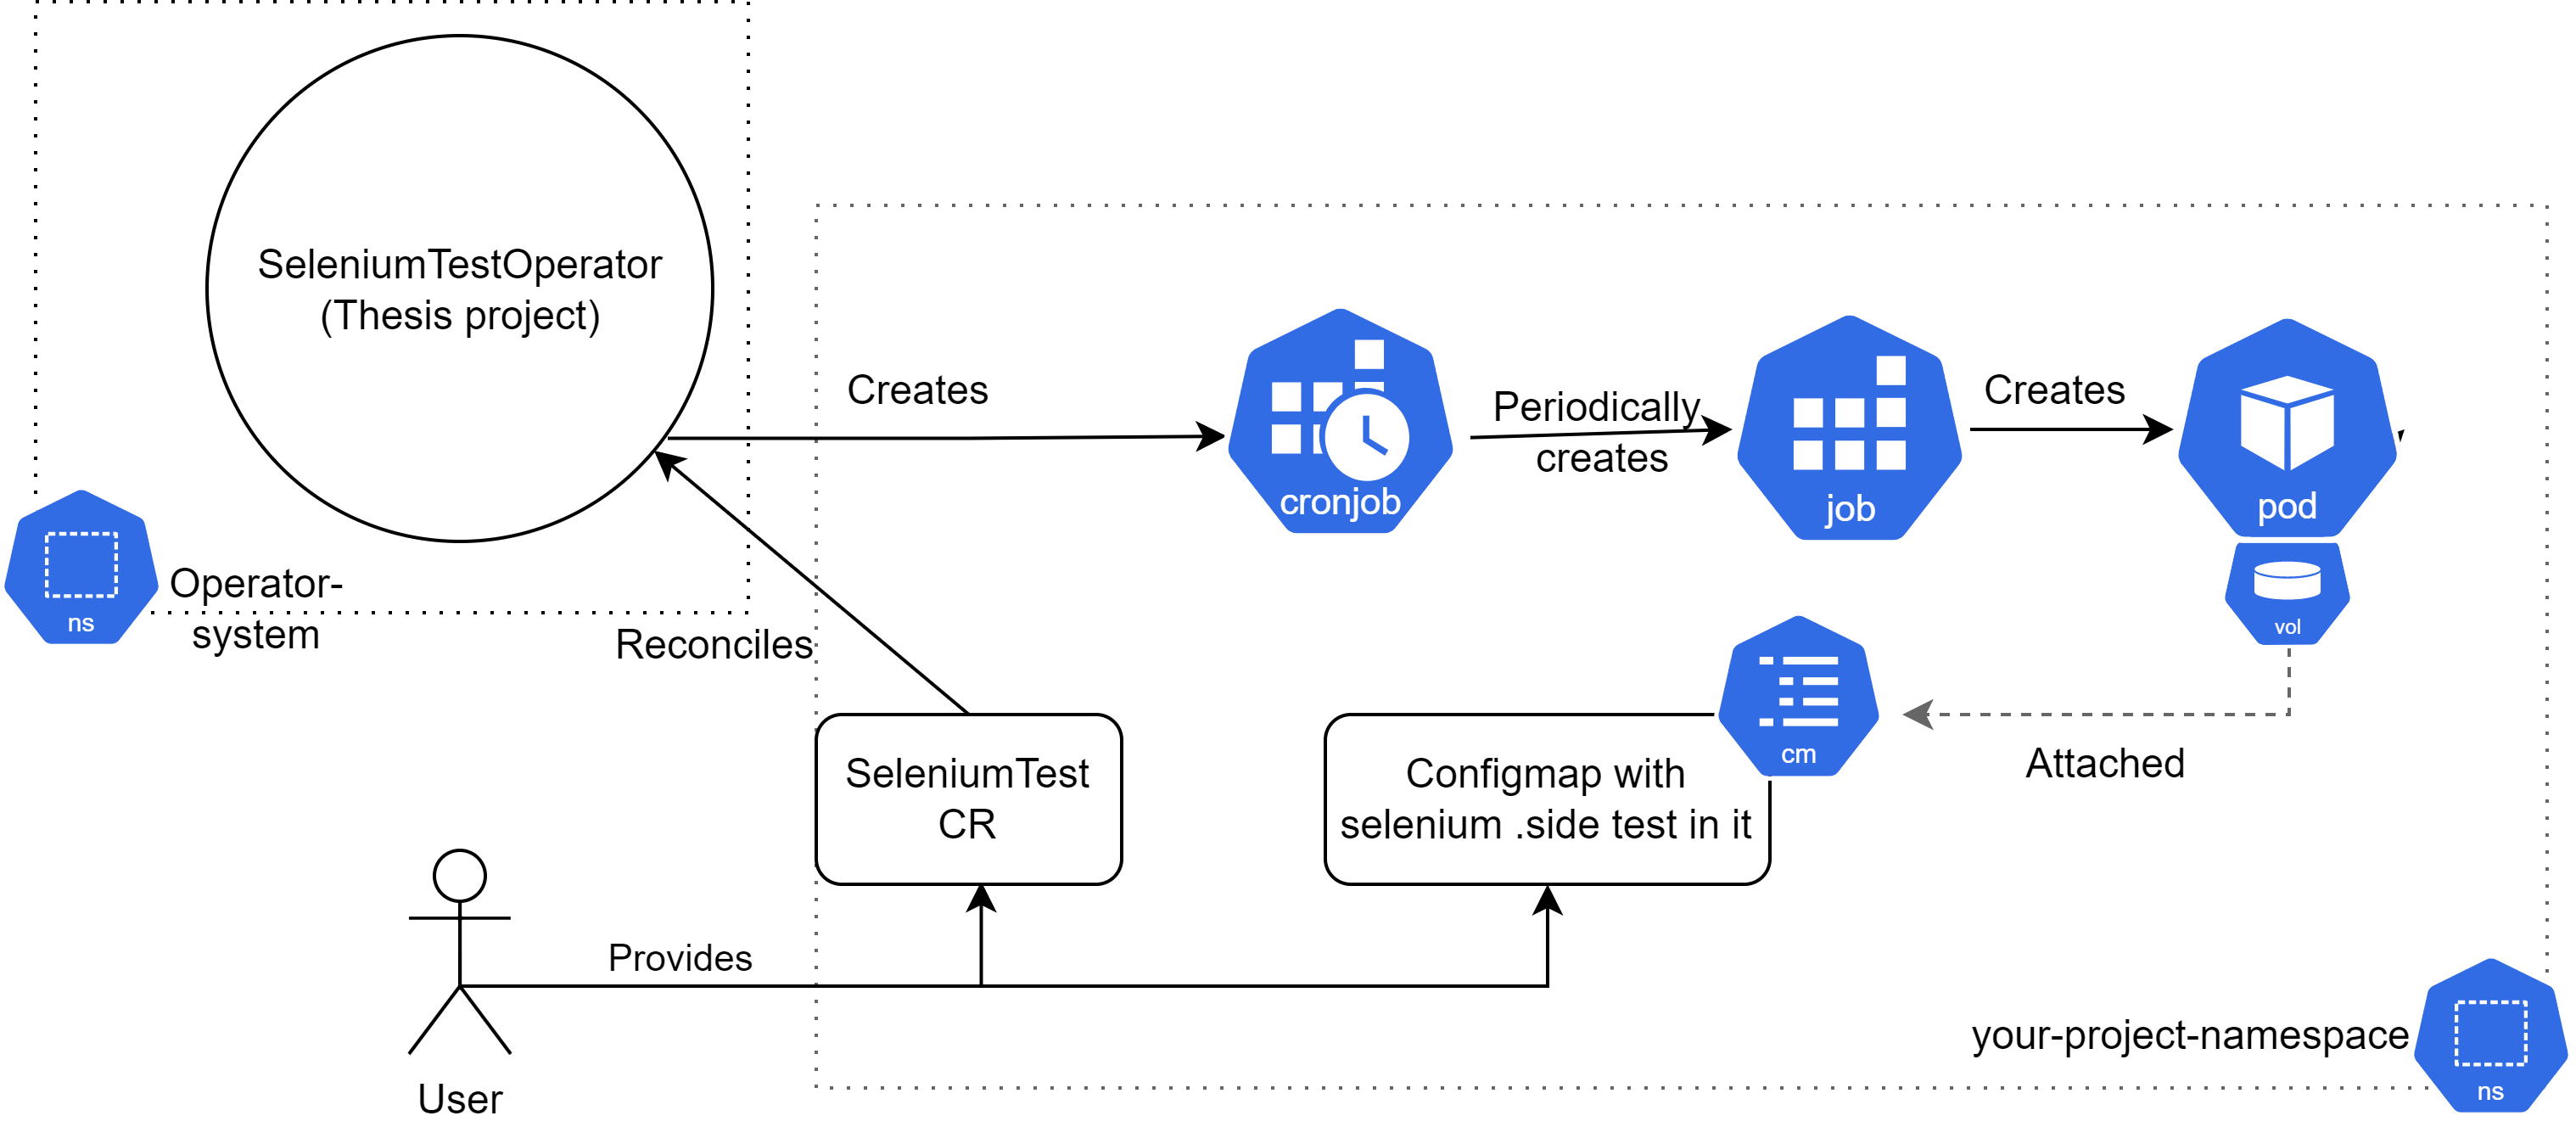 SeleniumTestOperator
(Thesis project)
Creates
cronjob
Periodically
creates
job
Creates
pod
vol
ns
Operator-
system
Reconciles
SeleniumTest
CR
Configmap with
selenium .side test in it
cm
Attached
Provides
User
your-project-namespace
ns